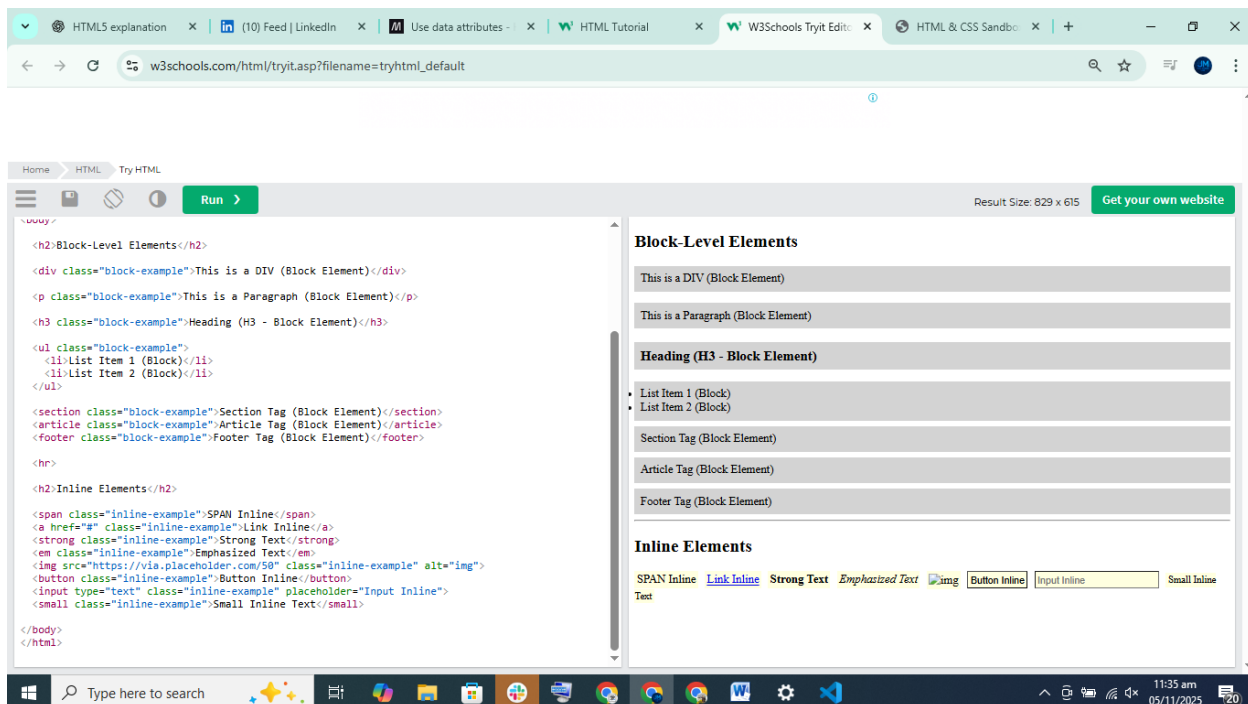 HTML5 explanation
(10) Feed | LinkedIn
Use data attributes -
HTML Tutorial
W3Schools Tryit Edito
HTML & CSS Sandbo
w3schools.com/html/tryit.asp?filename=tryhtml_default
JM
Home HTML Try HTML
Run ❯
Result Size: 829 x 615
Get your own website
<body>
<h2>Block-Level Elements</h2>
<div class="block-example">This is a DIV (Block Element)</div>
<p class="block-example">This is a Paragraph (Block Element)</p>
<h3 class="block-example">Heading (H3 - Block Element)</h3>
<ul class="block-example">
<li>List Item 1 (Block)</li>
<li>List Item 2 (Block)</li>
</ul>
<section class="block-example">Section Tag (Block Element)</section>
<article class="block-example">Article Tag (Block Element)</article>
<footer class="block-example">Footer Tag (Block Element)</footer>
<hr>
<h2>Inline Elements</h2>
<span class="inline-example">SPAN Inline</span>
<a href="#" class="inline-example">Link Inline</a>
<strong class="inline-example">Strong Text</strong>
<em class="inline-example">Emphasized Text</em>
<img src="https://via.placeholder.com/50" class="inline-example" alt="img">
<button class="inline-example">Button Inline</button>
<input type="text" class="inline-example" placeholder="Input Inline">
<small class="inline-example">Small Inline Text</small>
</body>
</html>
Block-Level Elements
This is a DIV (Block Element)
This is a Paragraph (Block Element)
Heading (H3 - Block Element)
List Item 1 (Block)
List Item 2 (Block)
Section Tag (Block Element)
Article Tag (Block Element)
Footer Tag (Block Element)
Inline Elements
SPAN Inline Link Inline Strong Text Emphasized Text img Button Inline Input Inline Small Inline
Text
Type here to search
11:35 am
05/11/2025
20